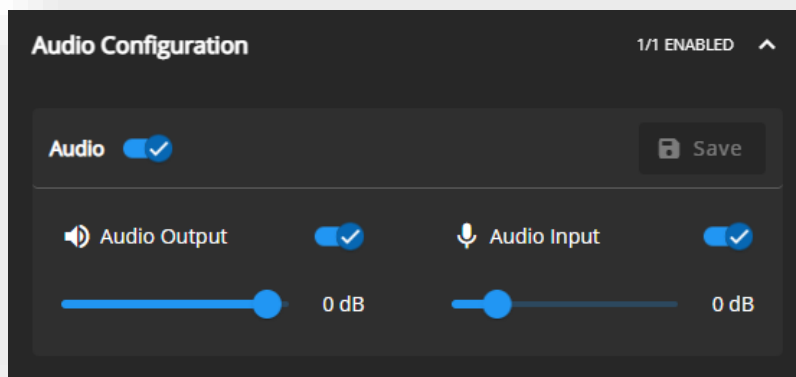 Audio Configuration 1/1 ENABLED
Audio Save
Audio Output Audio Input
0 dB 0 dB